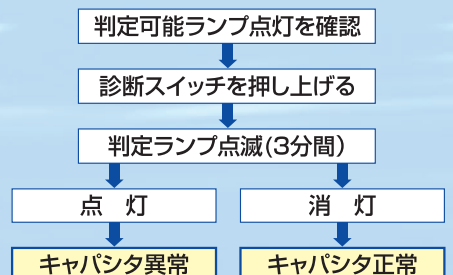 判定可能ランプ点灯を確認
診断スイッチを押し上げる
判定ランプ点滅(3分間)
点　灯
消　灯
キャパシタ異常
キャパシタ正常